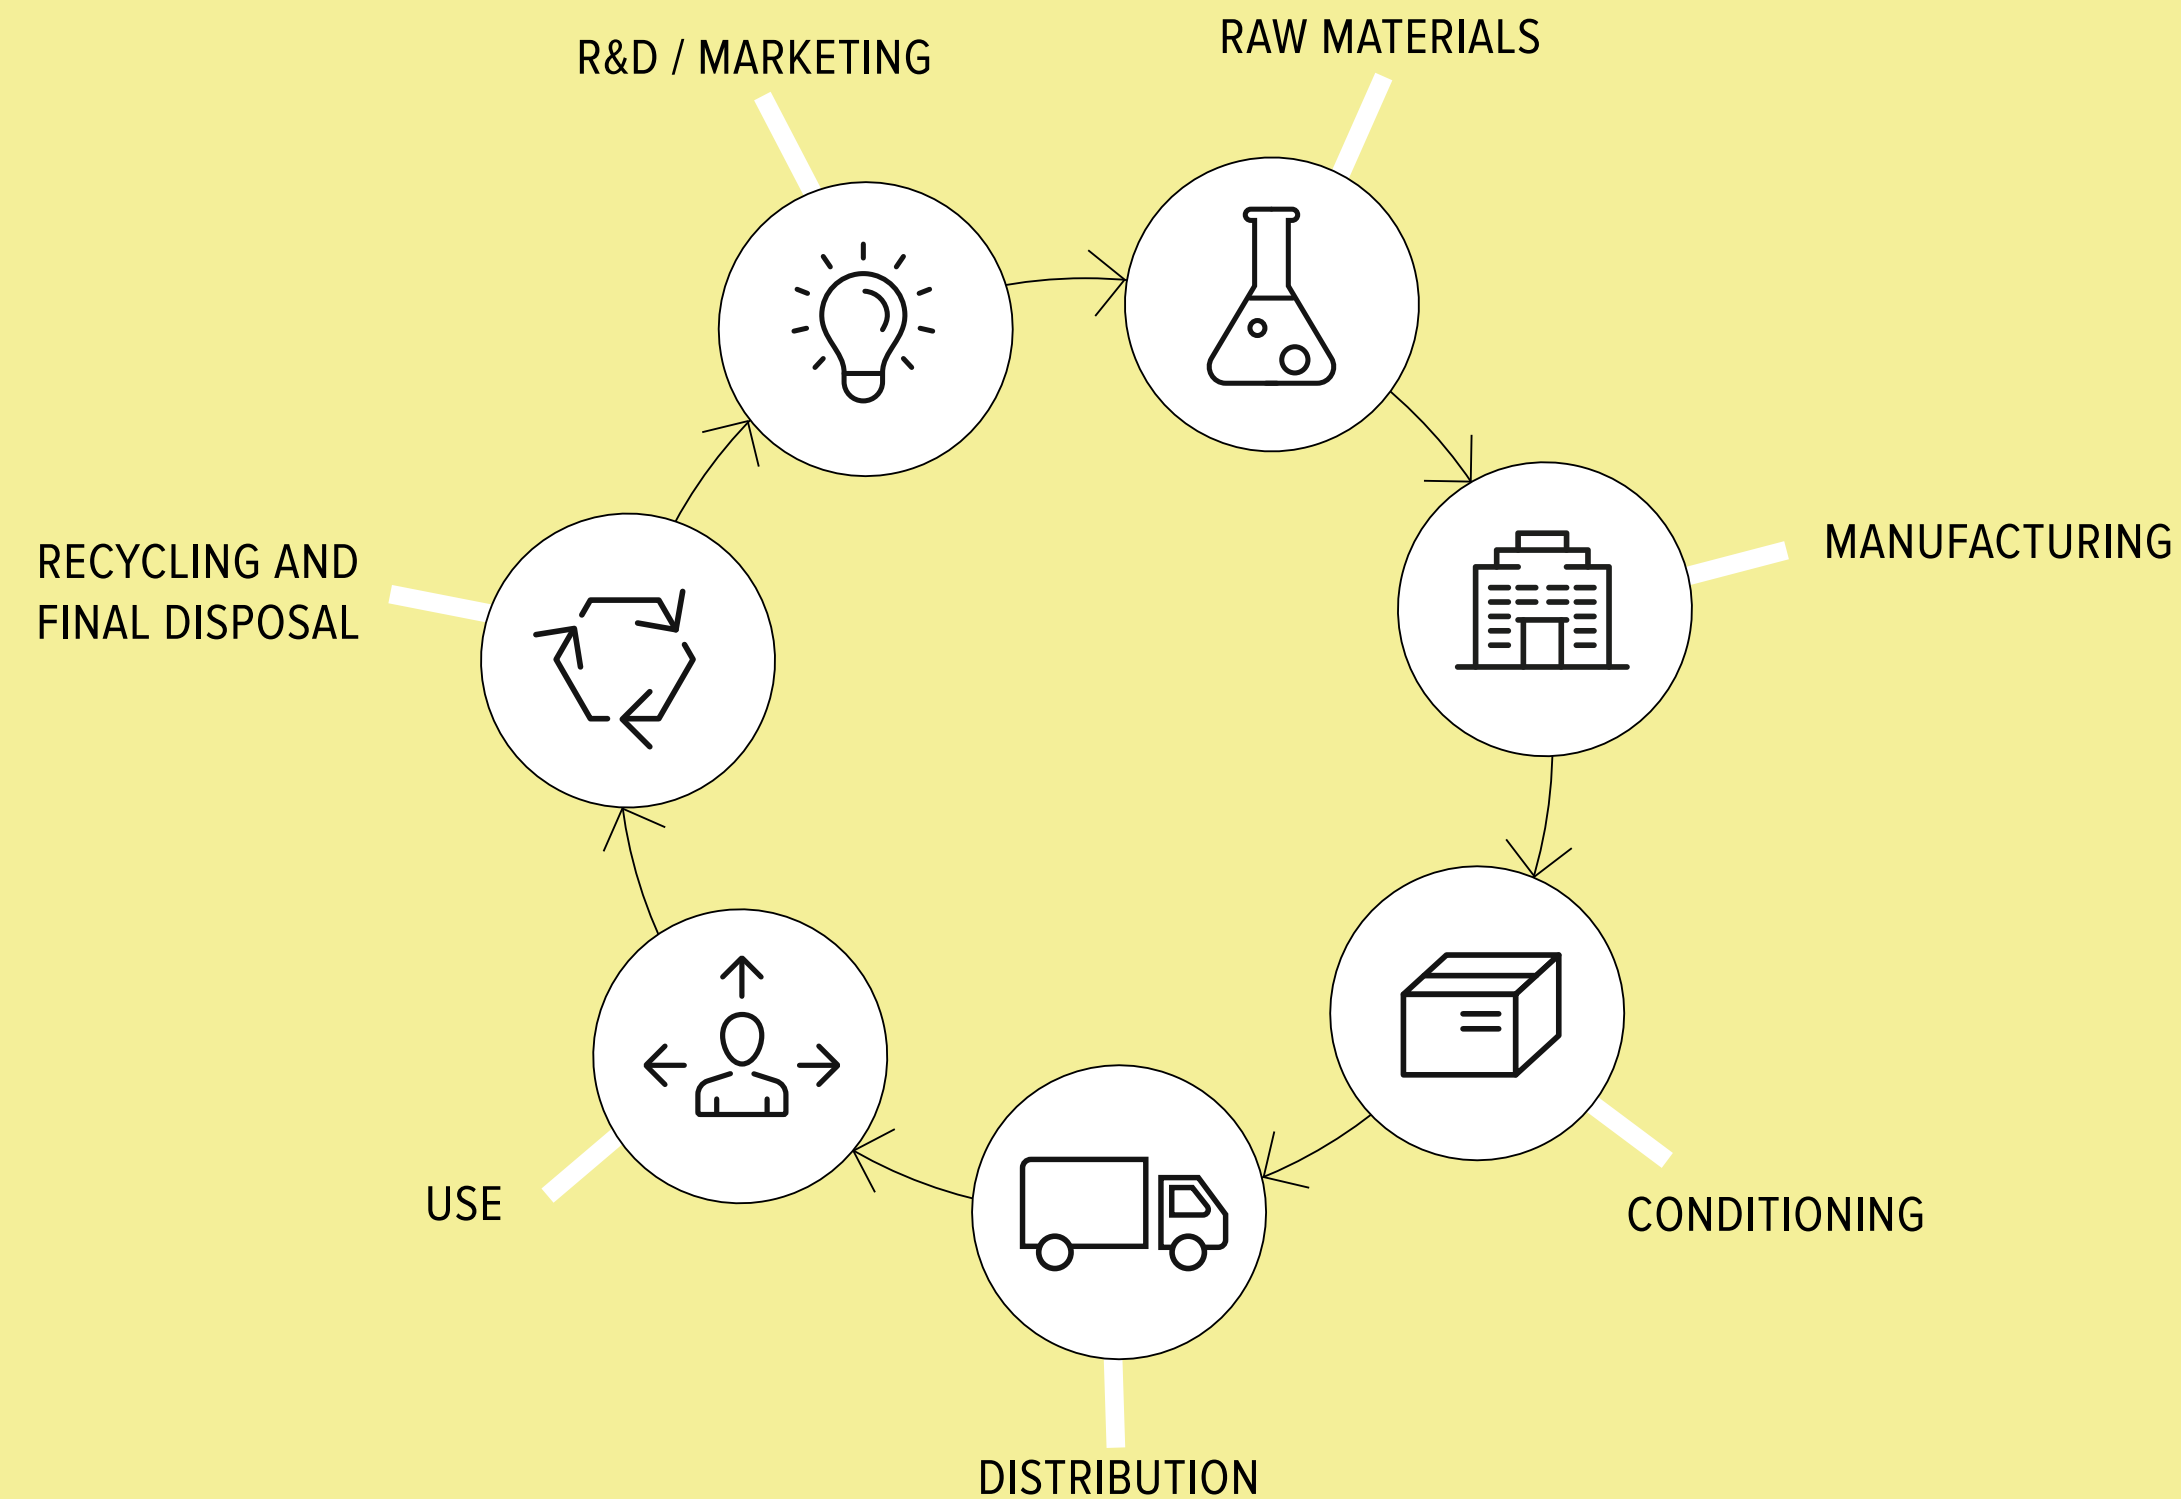 R&D / MARKETING
RAW MATERIALS
MANUFACTURING
CONDITIONING
DISTRIBUTION
USE
RECYCLING AND
FINAL DISPOSAL